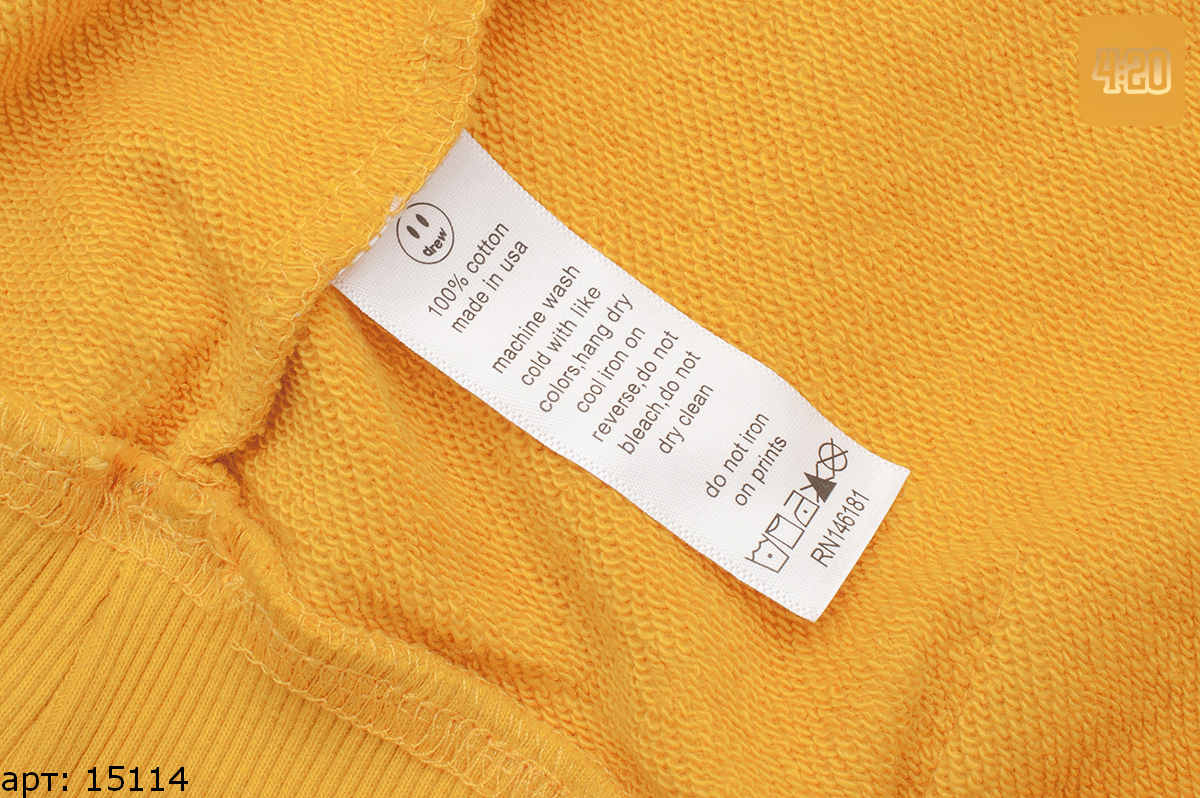 4:20
drew
100% cotton
made in usa
machine wash
cold with like
colors,hang dry
cool iron on
reverse,do not
bleach,do not
dry clean
do not iron
on prints
RN146181
арт: 15114